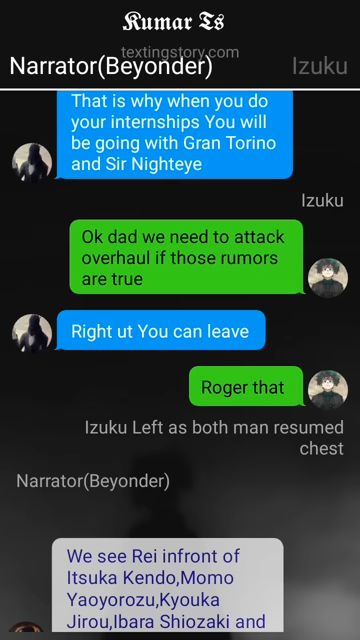 Kumar Ts
textingstory.com
Narrator(Beyonder) Izuku
That is why when you do
your internships You will
be going with Gran Torino
and Sir Nighteye
Izuku
Ok dad we need to attack
overhaul if those rumors
are true
Right ut You can leave
Roger that
Izuku Left as both man resumed
chest
Narrator(Beyonder)
We see Rei infront of
Itsuka Kendo,Momo
Yaoyorozu,Kyouka
Jirou,Ibara Shiozaki and